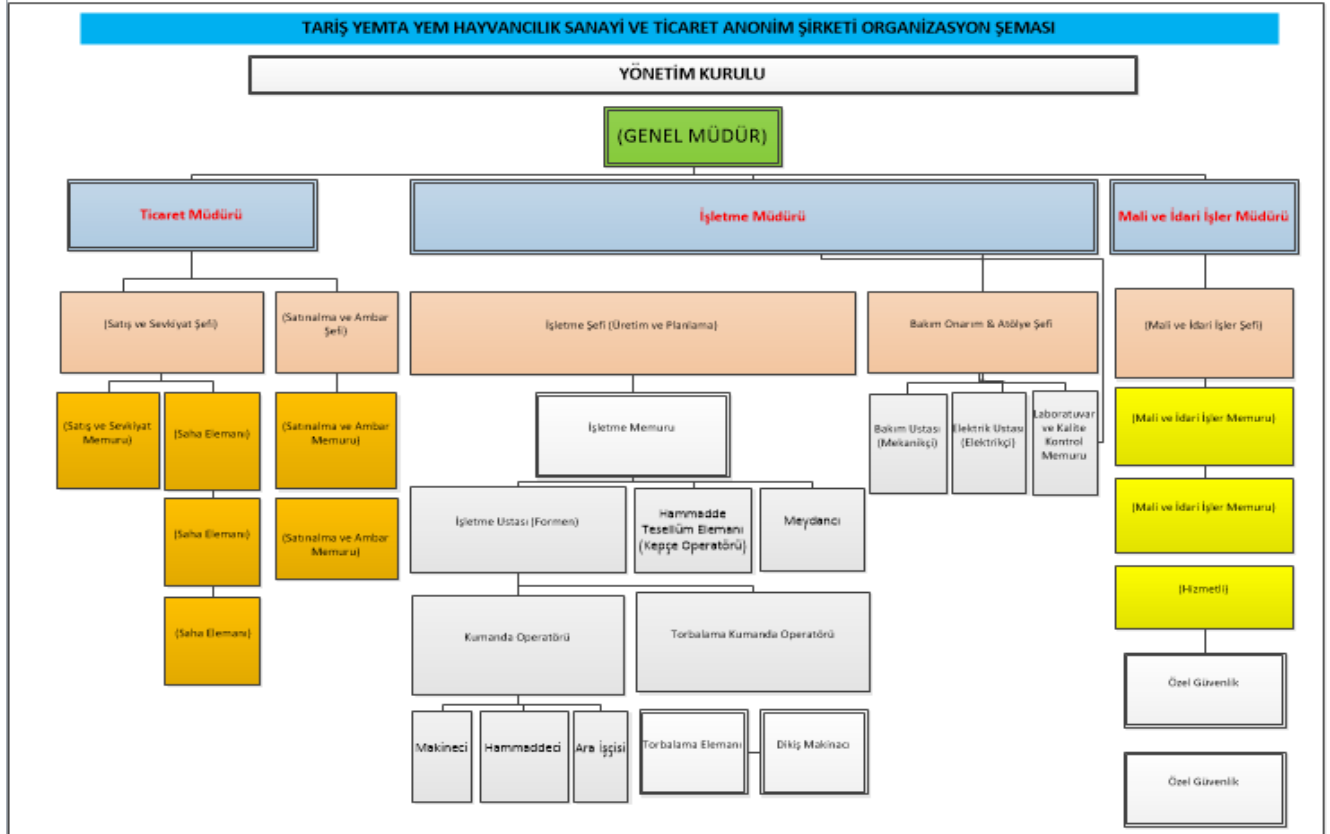 TARİŞ YEMTA YEM HAYVANCILIK SANAYİ VE TİCARET ANONİM ŞİRKETİ ORGANİZASYON ŞEMASI
YÖNETİM KURULU
(GENEL MÜDÜR)
Ticaret Müdürü
İşletme Müdürü
Mali ve İdari İşler Müdürü
(Satış ve Sevkiyat Şefi)
(Satınalma ve Ambar
Şefi)
İşletme Şefi (Üretim ve Planlama)
Bakım Onarım & Atölye Şefi
(Mali ve İdari İşler Şefi)
(Satış ve Sevkiyat
Memuru)
(Saha Elemanı)
(Satınalma ve Ambar
Memuru)
İşletme Memuru
Bakım Ustası
(Mekanikçi)
Elektrik Ustası
(Elektrikçi)
Laboratuvar
ve Kalite
Kontrol
Memuru
(Mali ve İdari İşler Memuru)
(Saha Elemanı)
(Satınalma ve Ambar
Memuru)
İşletme Ustası (Formen)
Hammadde
Tesellüm Elemanı
(Kepçe Operatörü)
Meydancı
(Mali ve İdari İşler Memuru)
(Saha Elemanı)
Kumanda Operatörü
Torbalama Kumanda Operatörü
(Hizmetli)
Özel Güvenlik
Makineci
Hammaddeci
Ara İşçisi
Torbalama Elemanı
Dikiş Makinacı
Özel Güvenlik